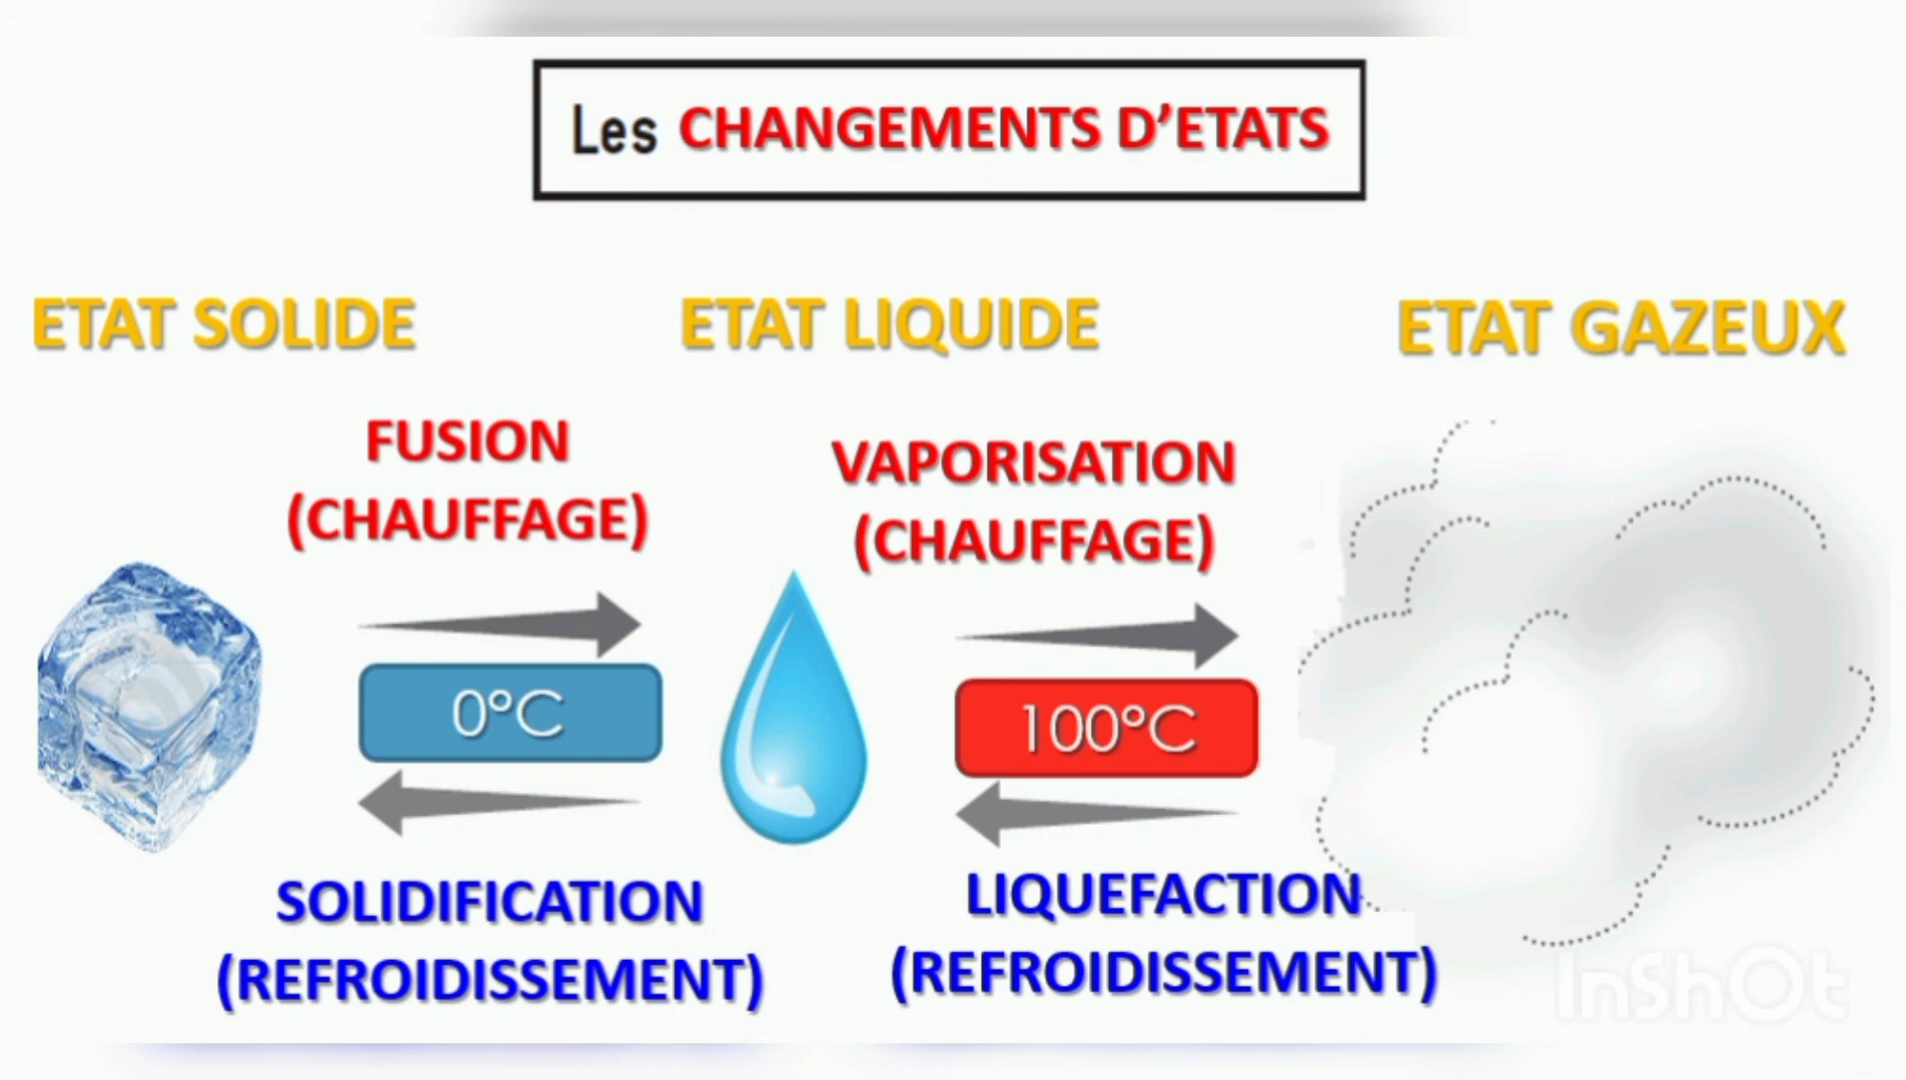 Les CHANGEMENTS D’ETATS
ETAT SOLIDE
ETAT LIQUIDE
ETAT GAZEUX
FUSION
(CHAUFFAGE)
VAPORISATION
(CHAUFFAGE)
0°C
100°C
SOLIDIFICATION
(REFROIDISSEMENT)
LIQUEFACTION
(REFROIDISSEMENT)
InShOt